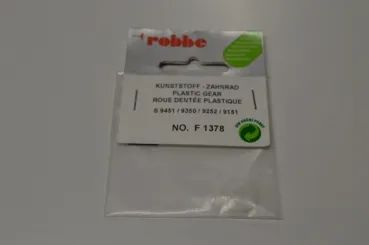 robbe
KUNSTSTOFF - ZAHNRAD
PLASTIC GEAR
ROUE DENTÉE PLASTIQUE
S 9451 / 9350 / 9252 / 9151
NO. F 1378